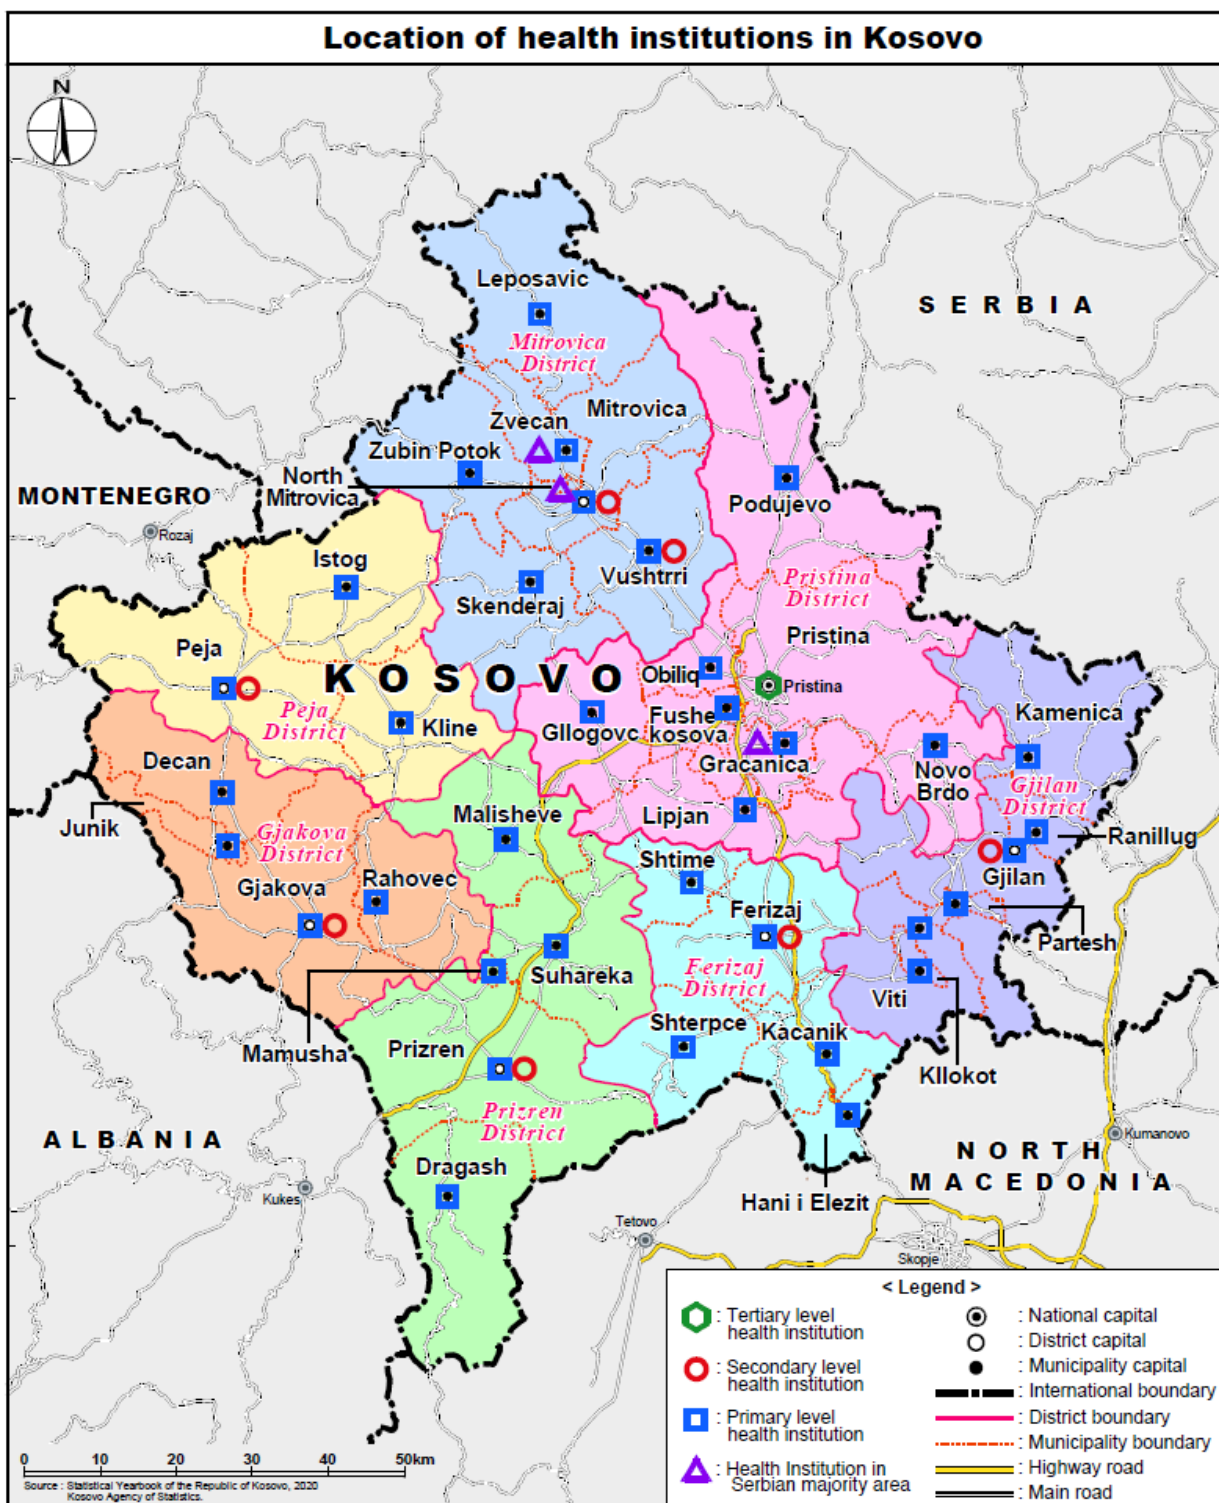 Location of health institutions in Kosovo
N
Leposavic
SERBIA
Mitrovica
District
Mitrovica
Zvecan
Zubin Potok
North
Mitrovica
MONTENEGRO
Rozaj
Podujevo
Istog
Vushtrri
Skenderaj
Pristina
District
Peja
Pristina
KOSOVO
Obiliq
Pristina
Peja
District
Kline
Gllogovc
Fushe
kosova
Kamenica
Decan
Gracanica
Novo
Brdo
Gjilan
District
Junik
Gjakova
District
Malisheve
Lipjan
Ranillug
Shtime
Gjilan
Gjakova
Rahovec
Ferizaj
Partesh
Suhareka
Ferizaj
District
Viti
Mamusha
Prizren
Shterpce
Kacanik
Kllokot
Prizren
District
ALBANIA
Kumanovo
NORTH
MACEDONIA
Dragash
Kukes
Hani i Elezit
Tetovo
Skopje
< Legend >
: Tertiary level
health institution
: Secondary level
health institution
: Primary level
health institution
: Health Institution in
Serbian majority area
: National capital
: District capital
: Municipality capital
: International boundary
: District boundary
: Municipality boundary
: Highway road
: Main road
0 10 20 30 40 50km
Source : Statistical Yearbook of the Republic of Kosovo, 2020
Kosovo Agency of Statistics.